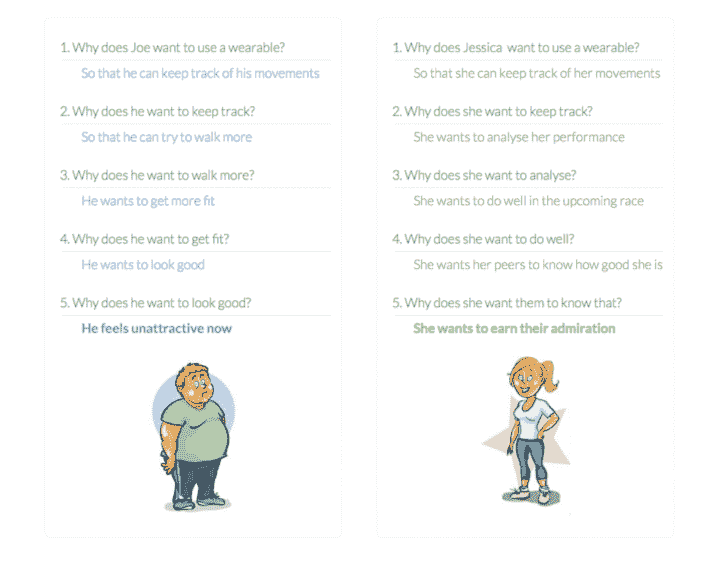 1. Why does Joe want to use a wearable?
So that he can keep track of his movements
2. Why does he want to keep track?
So that he can try to walk more
3. Why does he want to walk more?
He wants to get more fit
4. Why does he want to get fit?
He wants to look good
5. Why does he want to look good?
He feels unattractive now
1. Why does Jessica want to use a wearable?
So that she can keep track of her movements
2. Why does she want to keep track?
She wants to analyse her performance
3. Why does she want to analyse?
She wants to do well in the upcoming race
4. Why does she want to do well?
She wants her peers to know how good she is
5. Why does she want them to know that?
She wants to earn their admiration